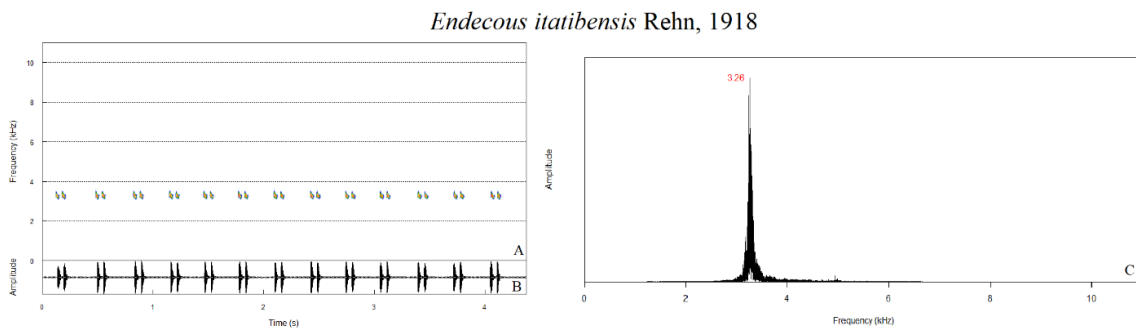 Endecous itatibensis Rehn, 1918
10
8
6
4
2
0
Frequency (kHz)
Amplitude
A
B
0
1
2
3
4
Time (s)
3.26
Amplitude
C
0
2
4
6
8
10
Frequency (kHz)